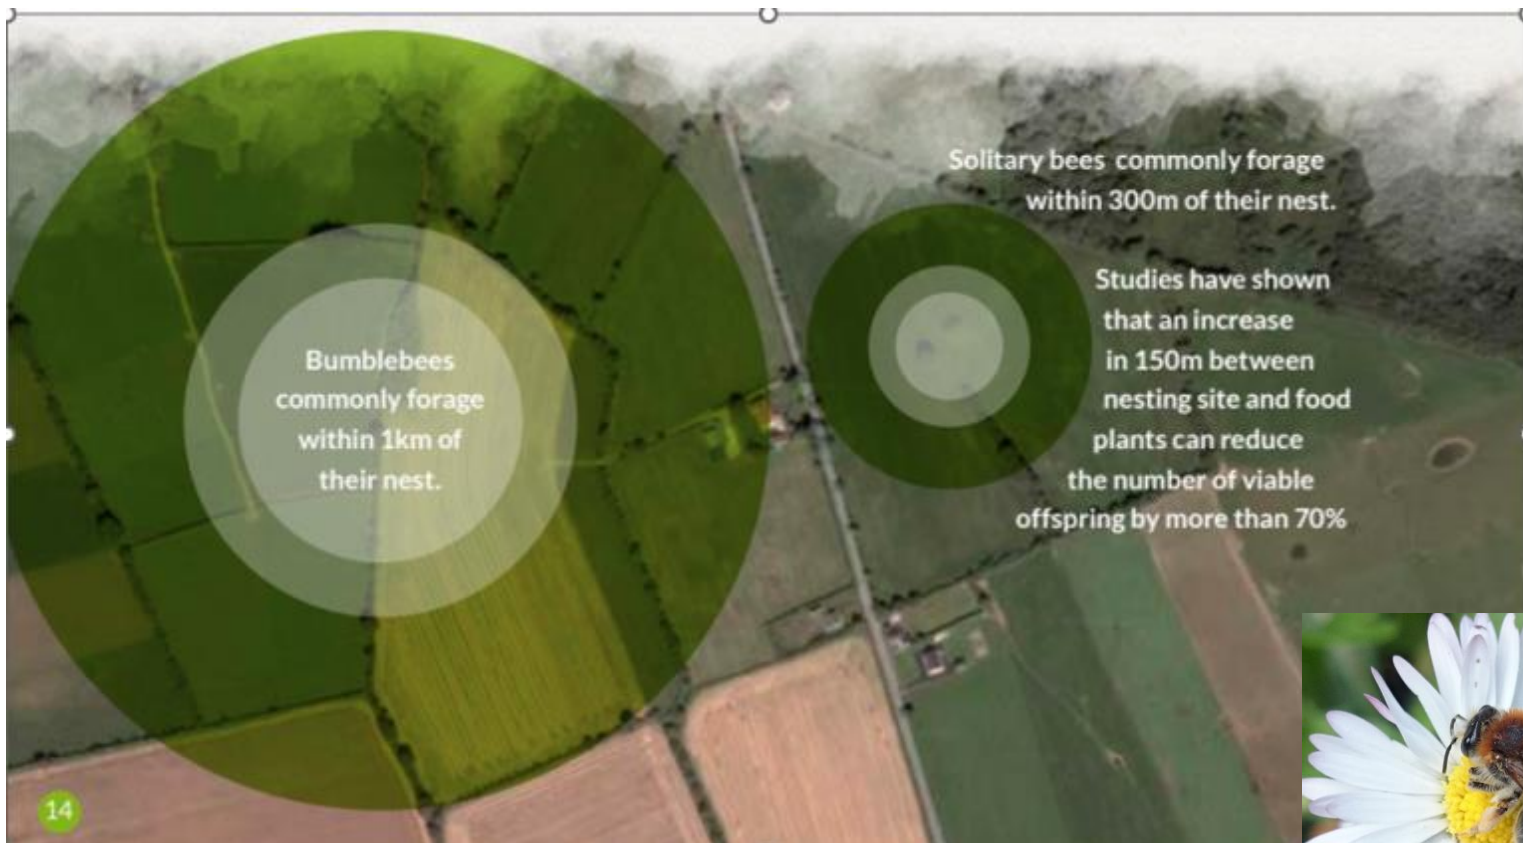 Bumblebees
commonly forage
within 1km of
their nest.
Solitary bees commonly forage
within 300m of their nest.
Studies have shown
that an increase
in 150m between
nesting site and food
plants can reduce
the number of viable
offspring by more than 70%
14